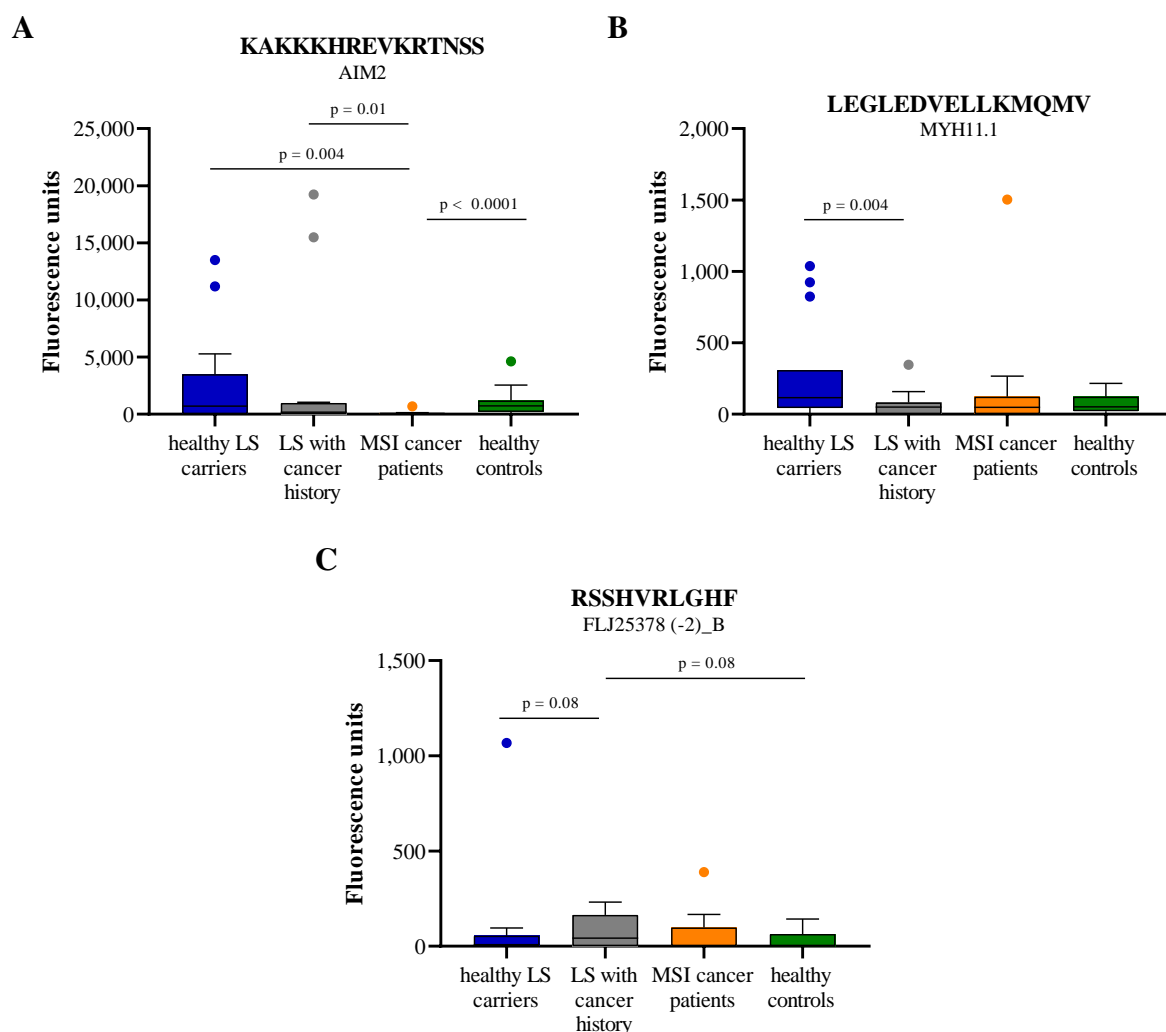 A
KAKKKHREVKRTNSS
AIM2
p = 0.01
p = 0.004
p < 0.0001
Fluorescence units
25,000
20,000
15,000
10,000
5,000
0
healthy LS
carriers
LS with
cancer
history
MSI cancer
patients
healthy
controls
B
LEGLEDVELLKMQMV
MYH11.1
p = 0.004
Fluorescence units
2,000
1,500
1,000
500
0
healthy LS
carriers
LS with
cancer
history
MSI cancer
patients
healthy
controls
C
RSSHVRLGHF
FLJ25378 (-2)_B
p = 0.08
p = 0.08
Fluorescence units
1,500
1,000
500
0
healthy LS
carriers
LS with
cancer
history
MSI cancer
patients
healthy
controls